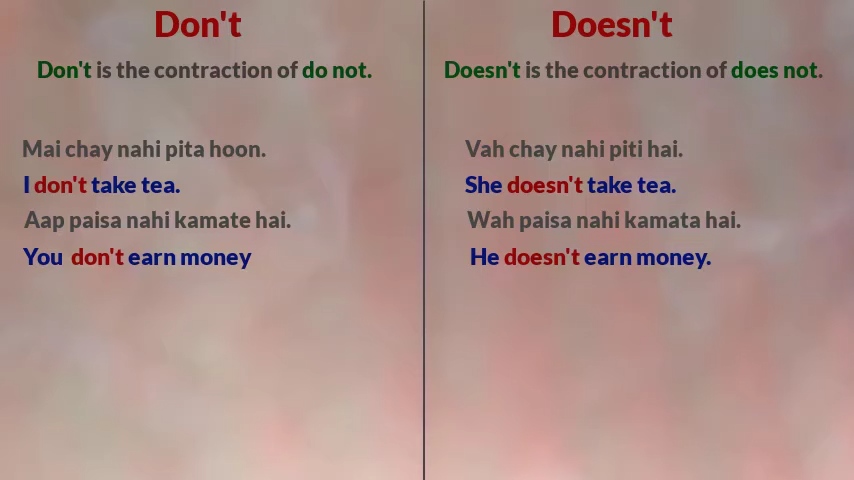 Don't
Don't is the contraction of do not.
Mai chay nahi pita hoon.
I don't take tea.
Aap paisa nahi kamate hai.
You don't earn money
Doesn't
Doesn't is the contraction of does not.
Vah chay nahi piti hai.
She doesn't take tea.
Wah paisa nahi kamata hai.
He doesn't earn money.